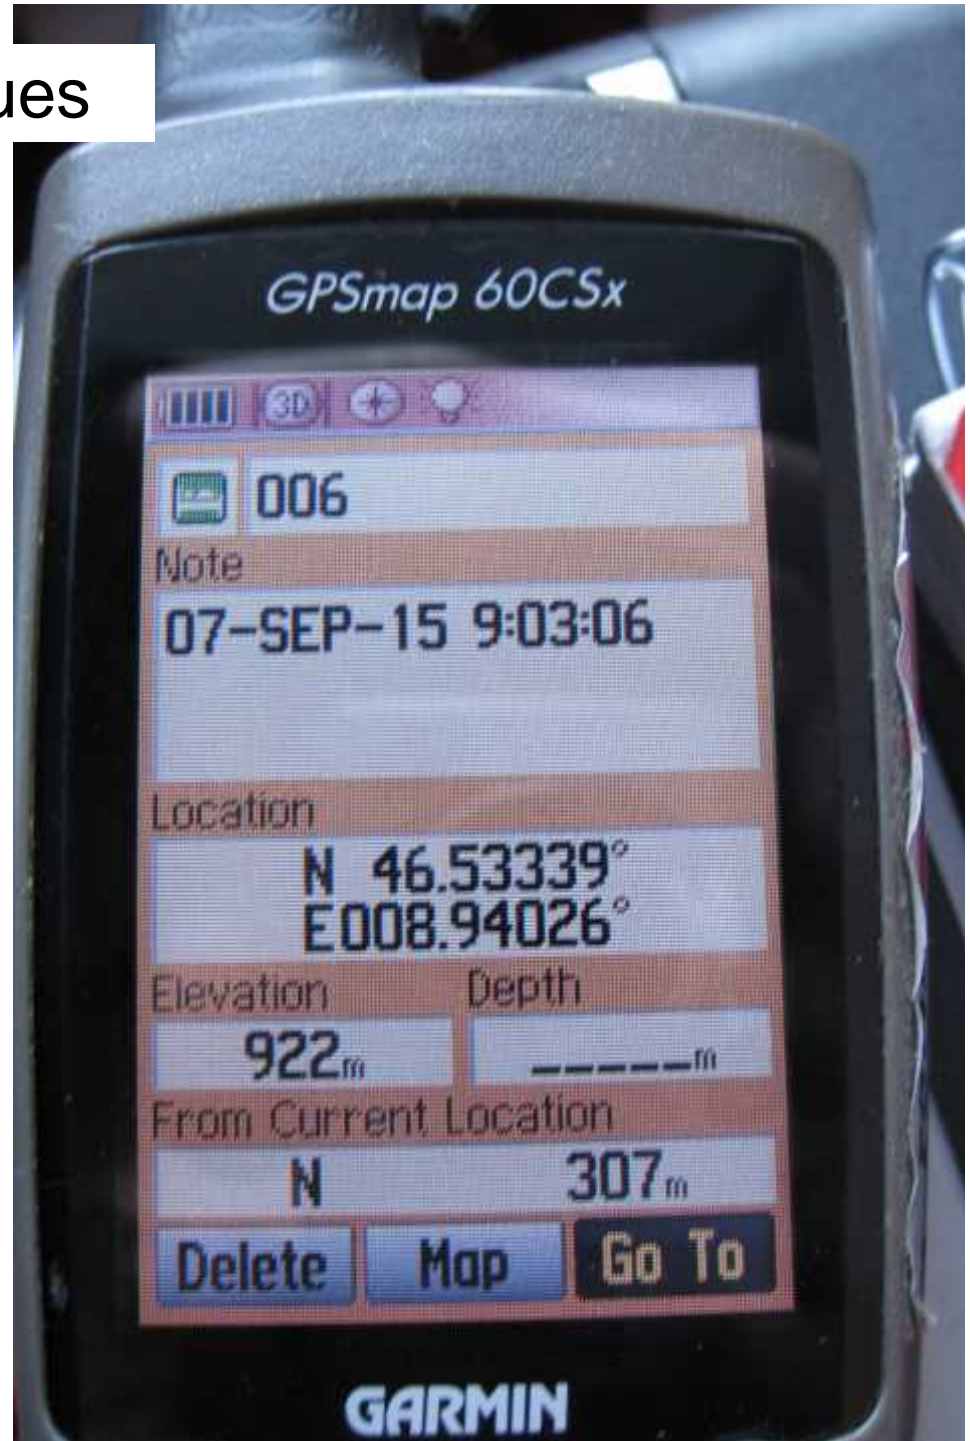 ues
GPSmap 60CSx
3D
006
Note
07-SEP-15 9:03:06
Location
N 46.53339°
E008.94026°
Elevation Depth
922m _____m
From Current Location
N 307m
Delete Map Go To
GARMIN